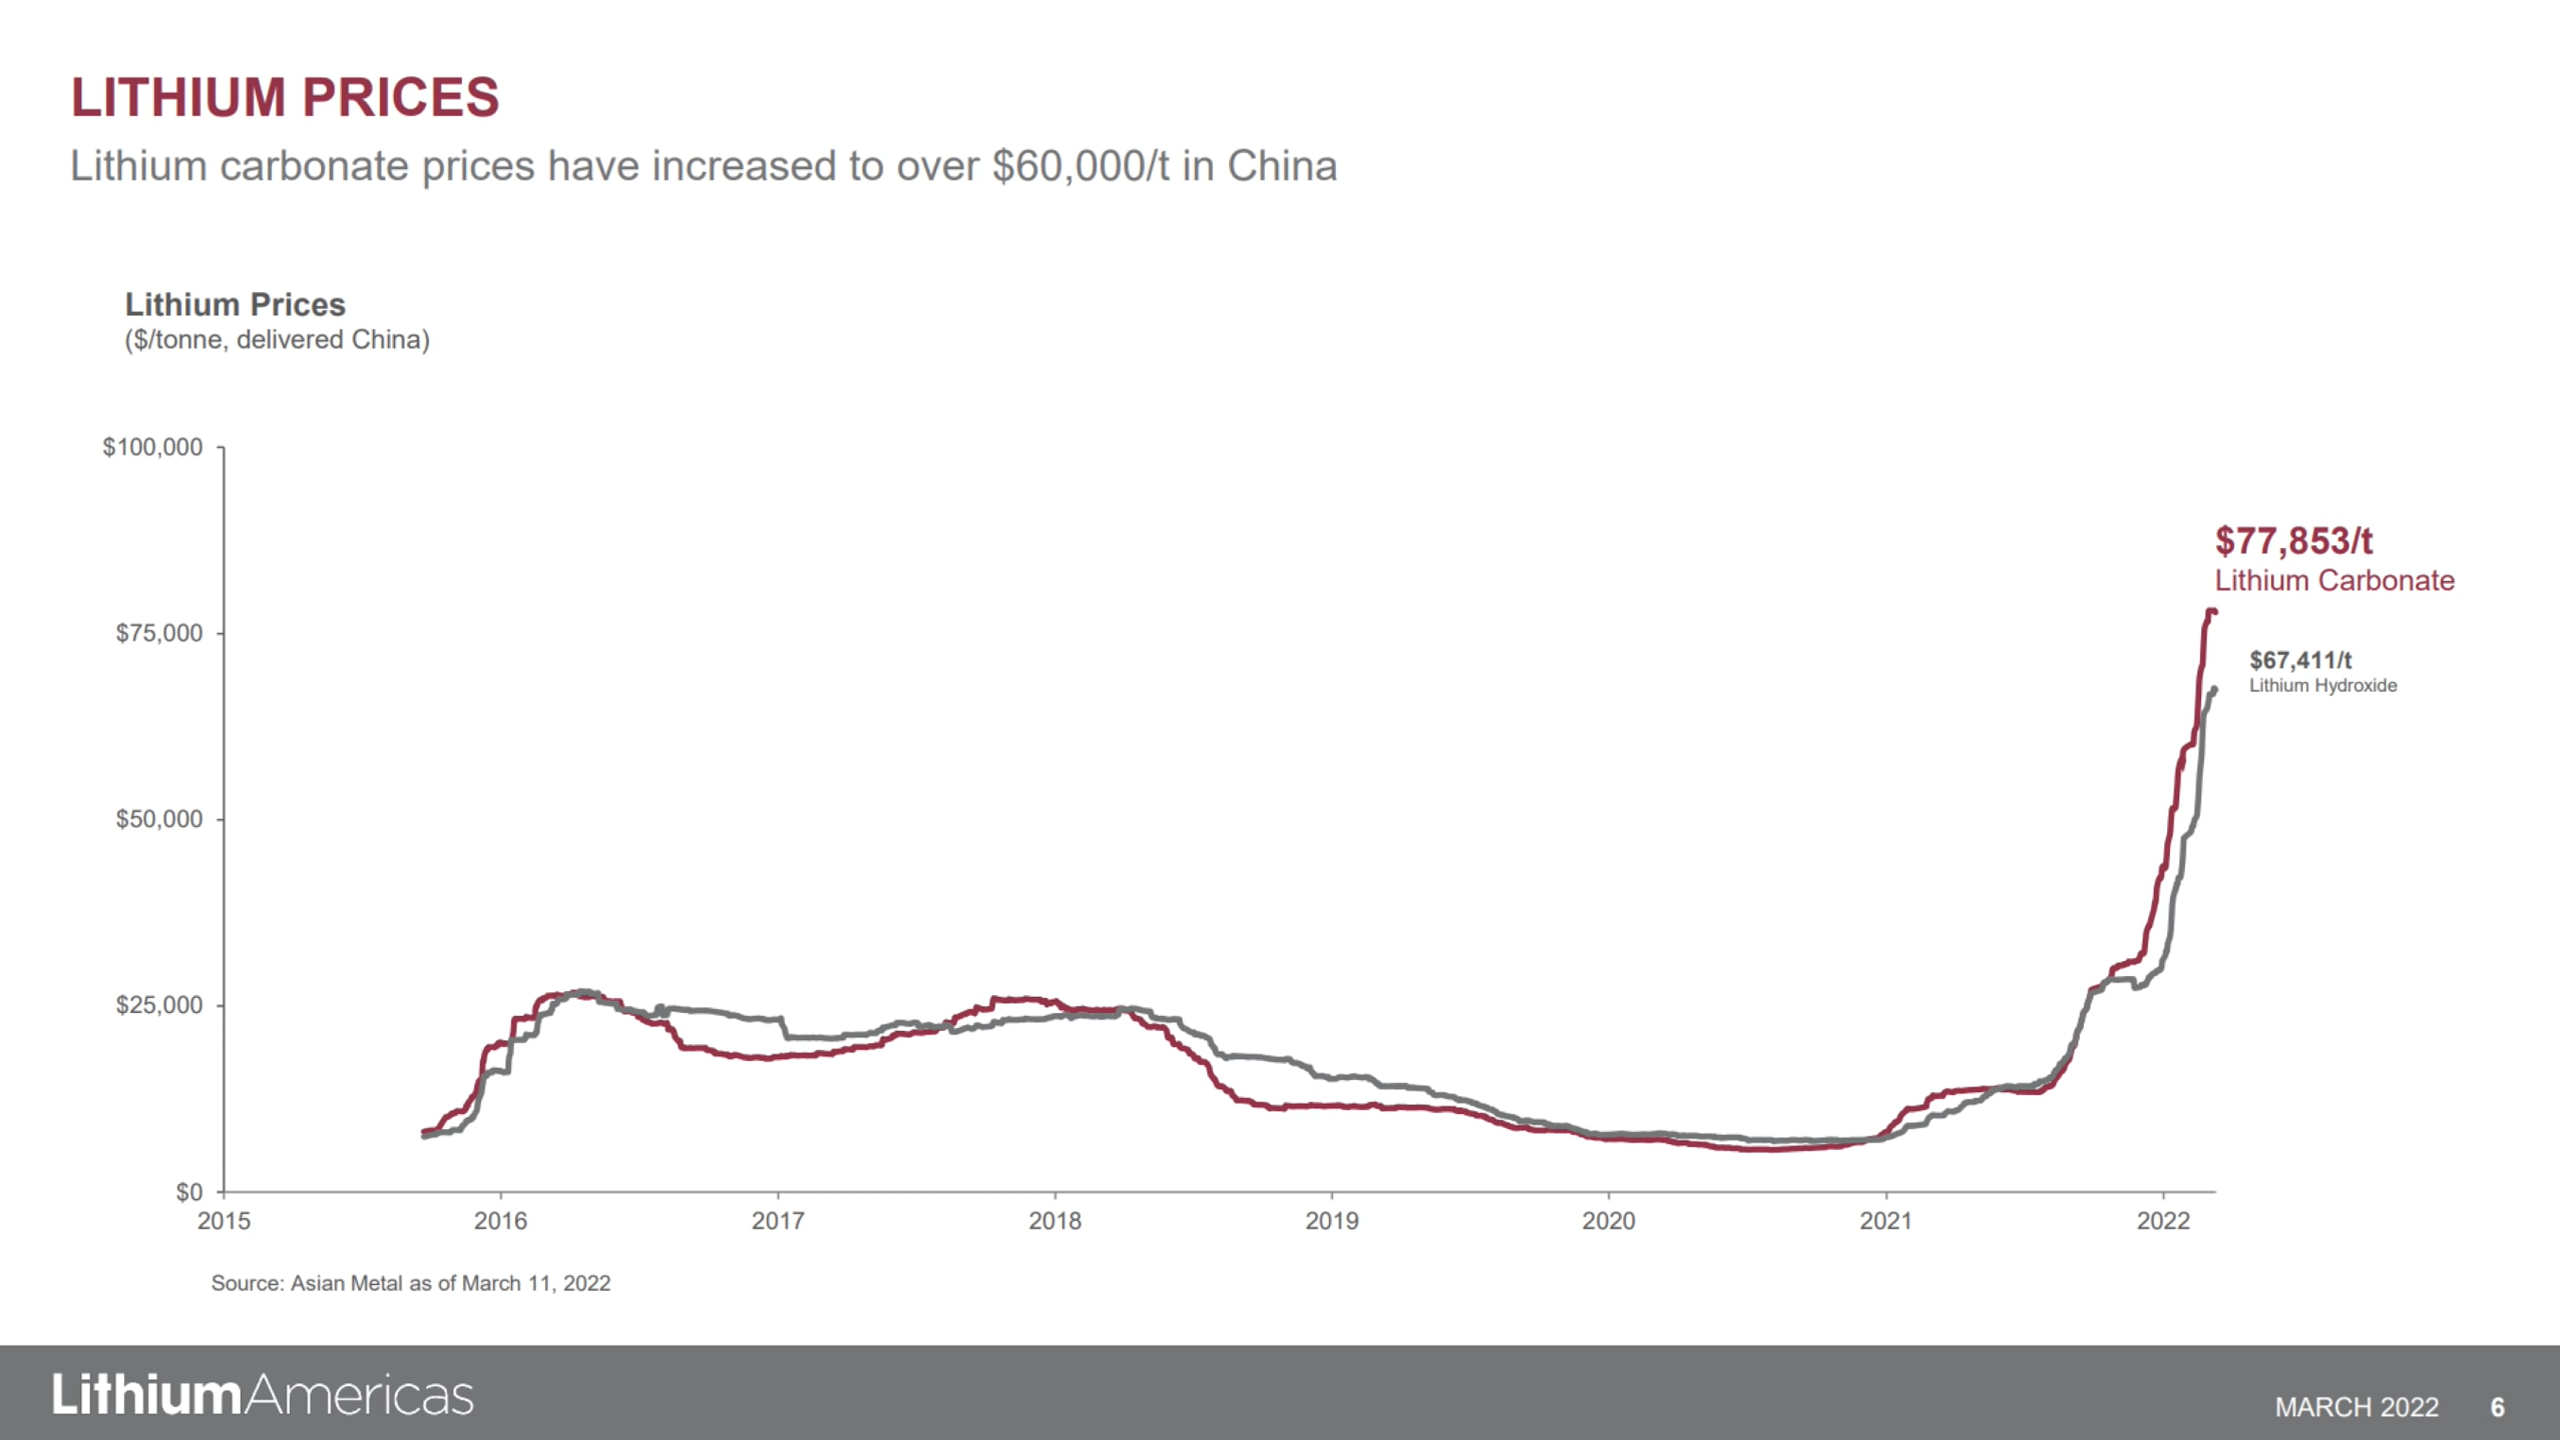 LITHIUM PRICES
Lithium carbonate prices have increased to over $60,000/t in China
Lithium Prices
($/tonne, delivered China)
$100,000
$75,000
$50,000
$25,000
$0
$77,853/t
Lithium Carbonate
$67,411/t
Lithium Hydroxide
2015 2016 2017 2018 2019 2020 2021 2022
Source: Asian Metal as of March 11, 2022
LithiumAmericas
MARCH 2022 6